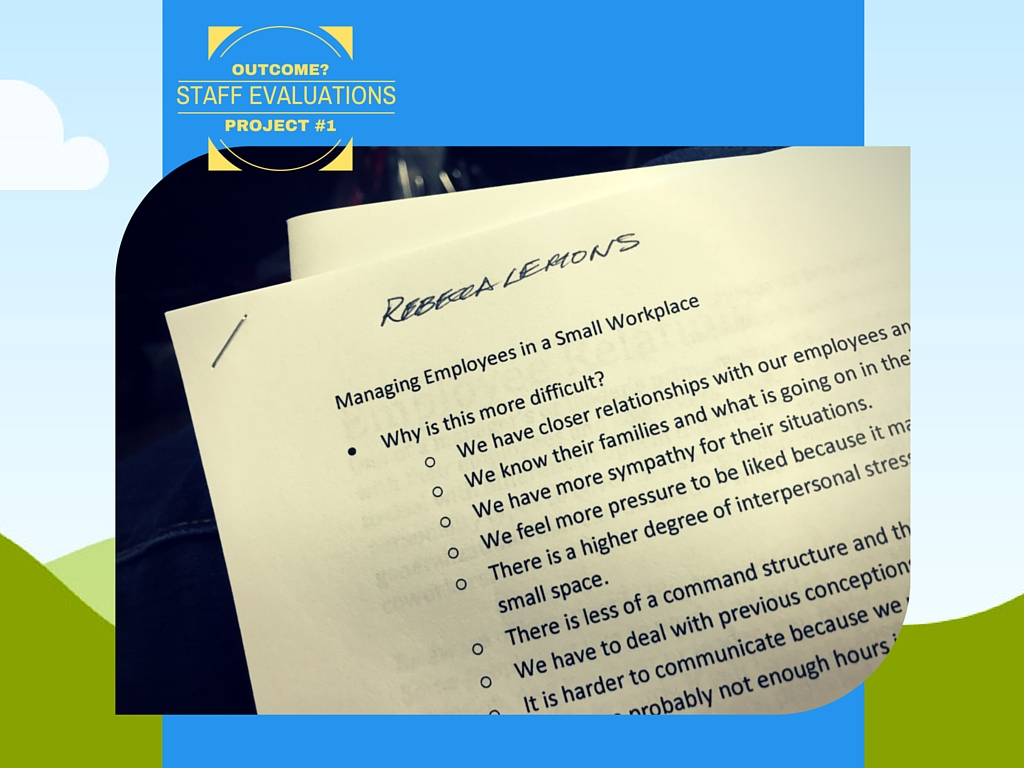 OUTCOME?
STAFF EVALUATIONS
PROJECT #1
REBECCA LEMONS
Managing Employees in a Small Workplace
• Why is this more difficult?
o We have closer relationships with our employees an
o We know their families and what is going on in thei
o We have more sympathy for their situations.
o We feel more pressure to be liked because it ma
o There is a higher degree of interpersonal stress
small space.
o There is less of a command structure and th
o We have to deal with previous conceptions
o It is harder to communicate because we
probably not enough hours